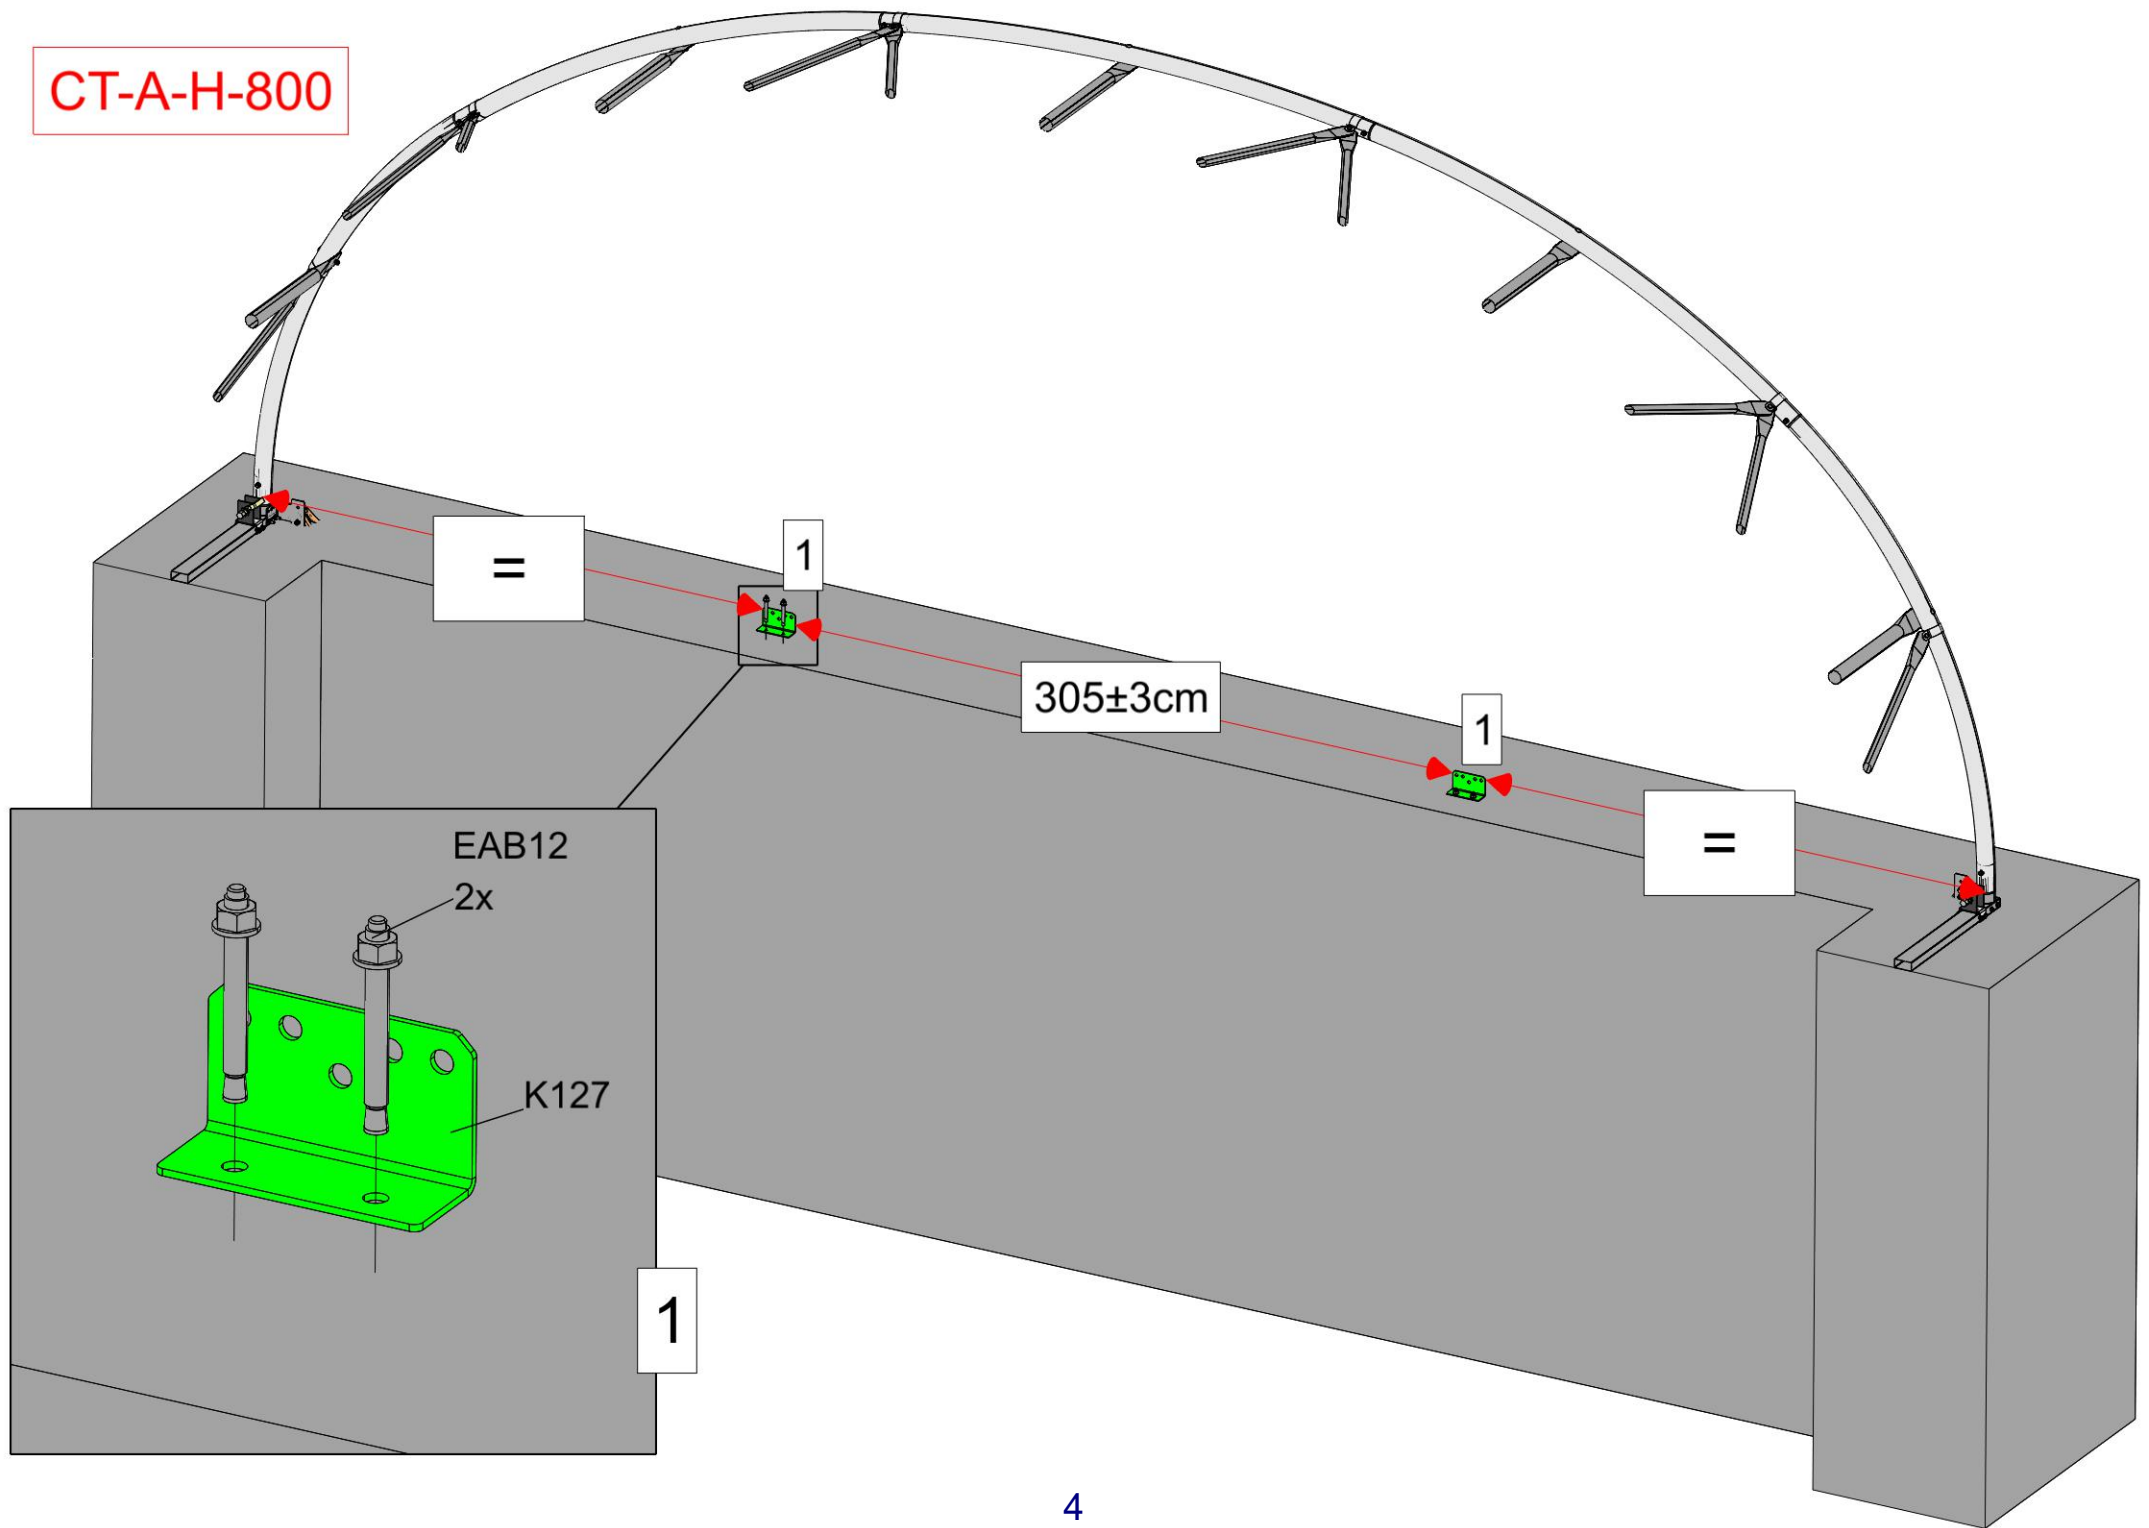 CT-A-H-800
=
1
305±3cm
1
=
EAB12
2x
K127
1
4